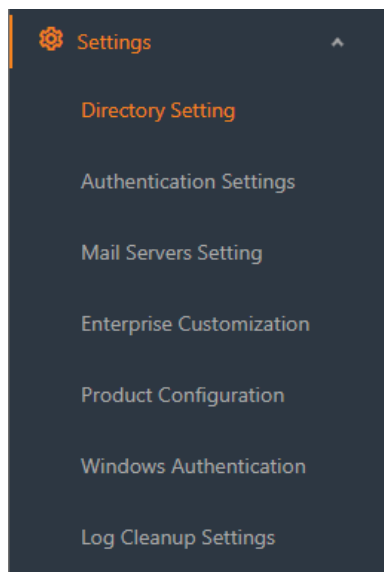 Settings
Directory Setting
Authentication Settings
Mail Servers Setting
Enterprise Customization
Product Configuration
Windows Authentication
Log Cleanup Settings